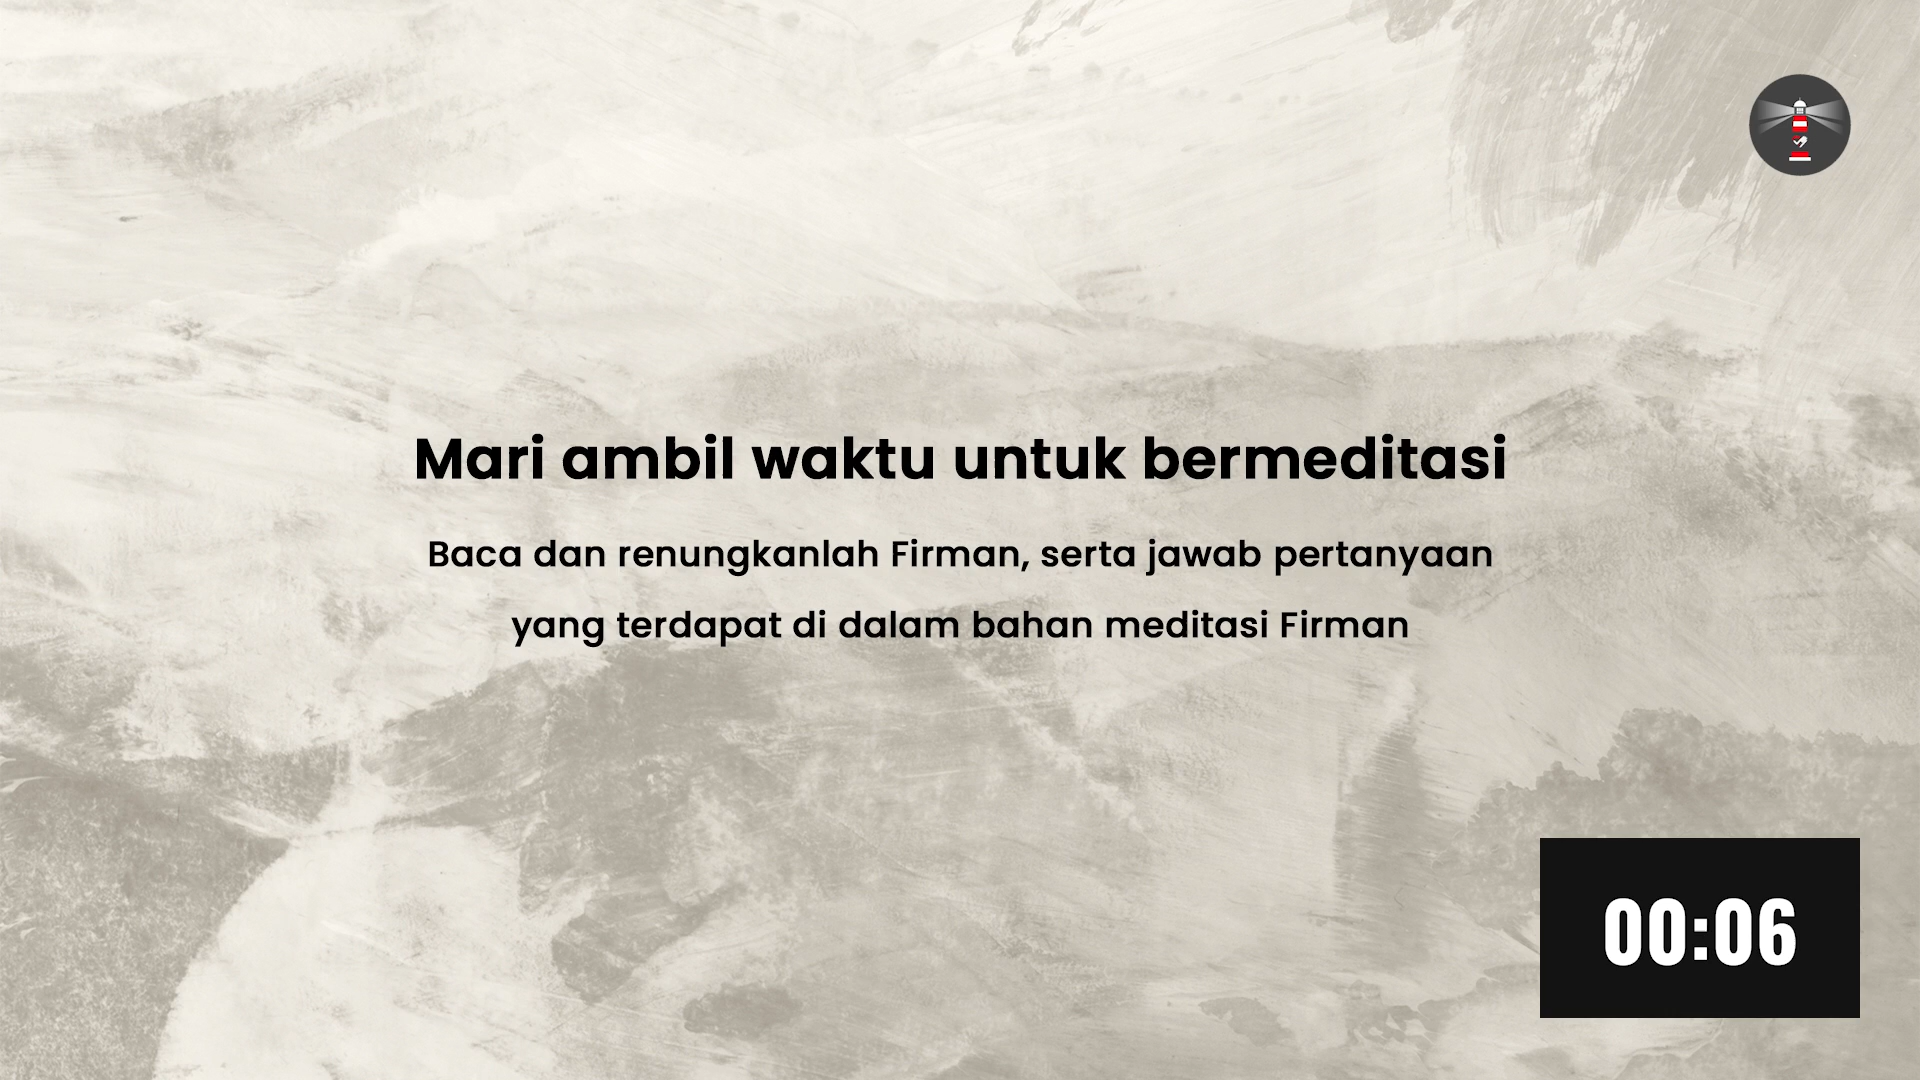 Mari ambil waktu untuk bermeditasi
Baca dan renungkanlah Firman, serta jawab pertanyaan
yang terdapat di dalam bahan meditasi Firman
00:06